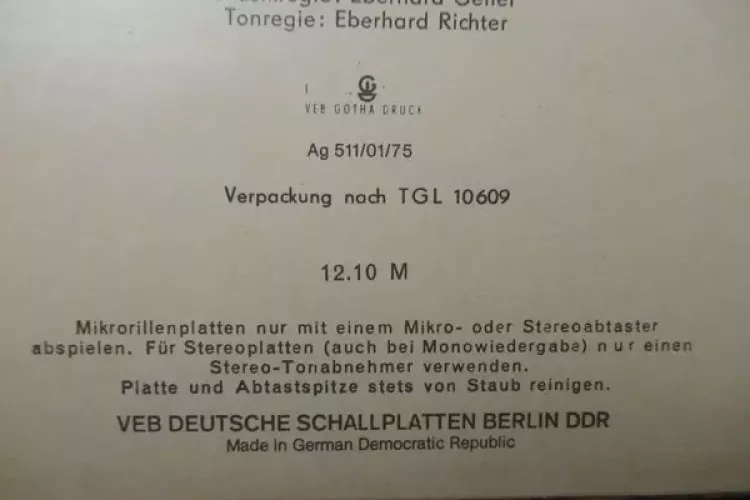 Eberhard
Tonregie: Eberhard Richter
VEB GOTHA DRUCK
Ag 511/01/75
Verpackung nach TGL 10609
12.10 M
Mikrorillenplatten nur mit einem Mikro- oder Stereoabtaster
abspielen. Für Stereoplatten (auch bei Monowiedergabe) nur einen
Stereo-Tonabnehmer verwenden.
Platte und Abtastspitze stets von Staub reinigen.
VEB DEUTSCHE SCHALLPLATTEN BERLIN DDR
Made in German Democratic Republic